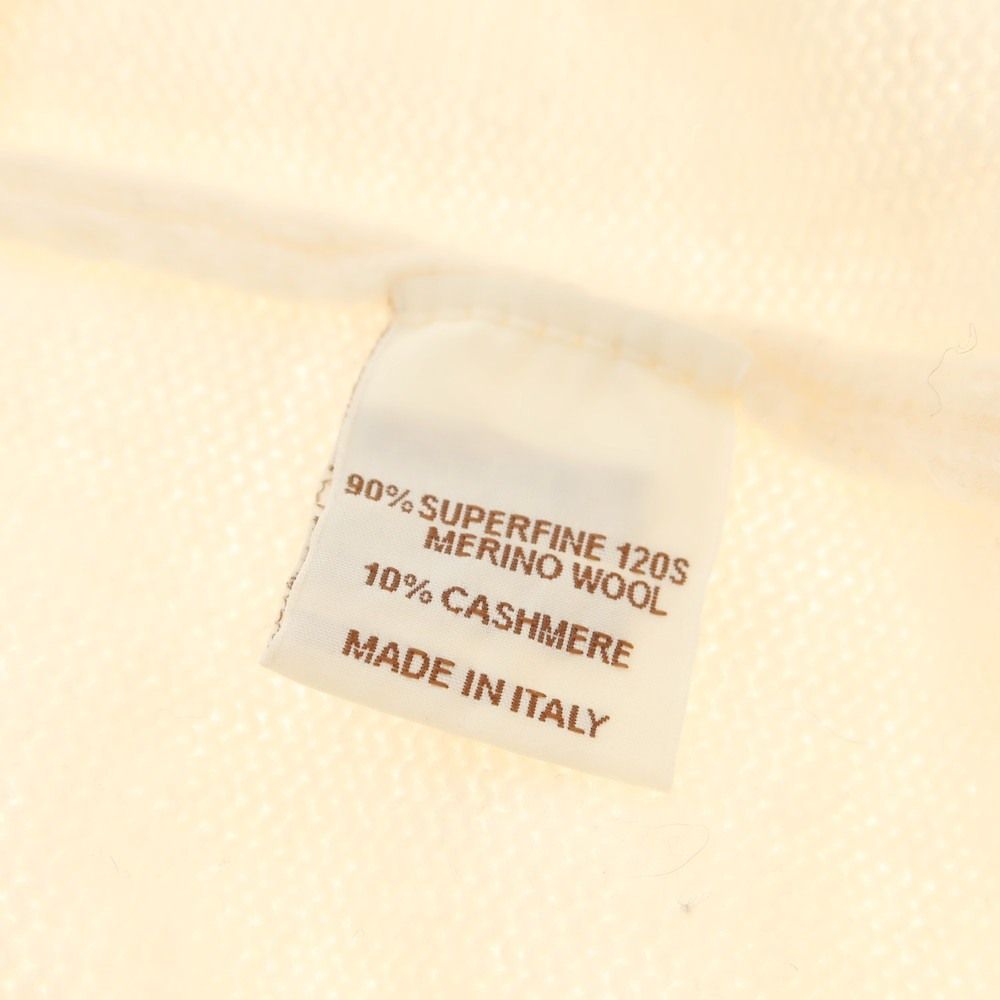 90% SUPERFINE 120S
MERINO WOOL
10% CASHMERE
MADE IN ITALY